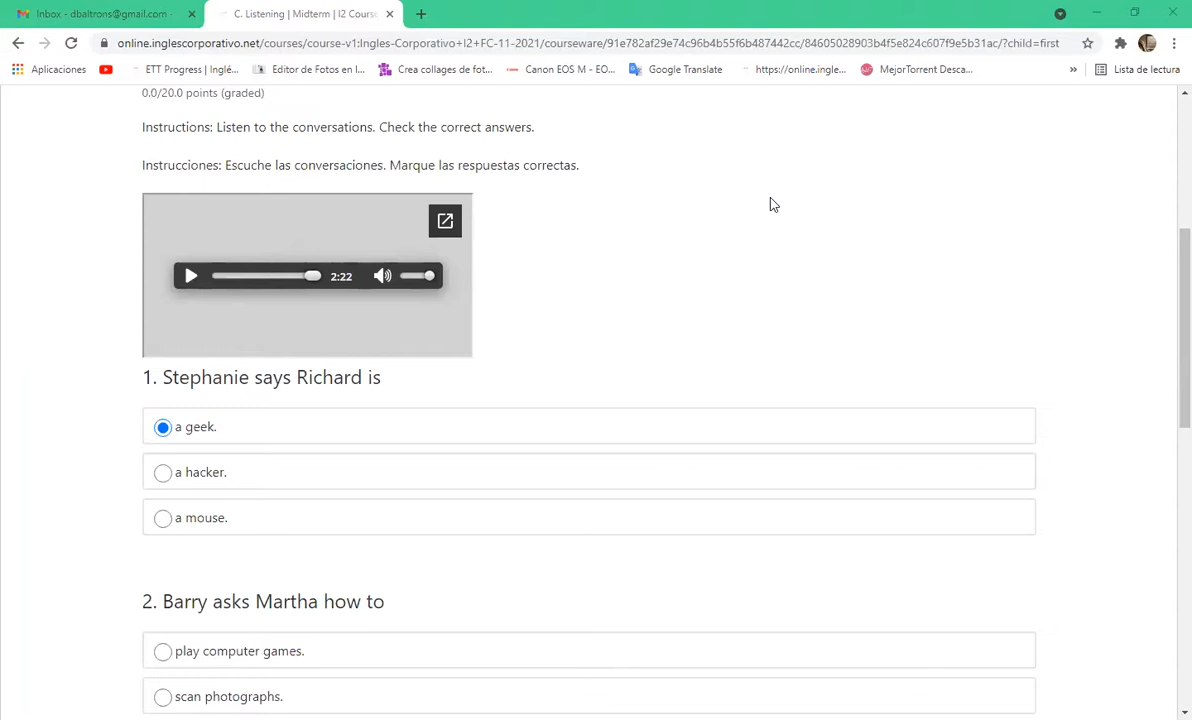 Inbox - dbaltrons@gmail.com -
C. Listening | Midterm | I2 Cours
online.inglescorporativo.net/courses/course-v1:Ingles-Corporativo+I2+FC-11-2021/courseware/91e782af29e74c96b4b55f6b487442cc/84605028903b4f5e824c607f9e5b31ac/?child=first
Aplicaciones
ETT Progress | Inglé...
Editor de Fotos en l...
Crea collages de fot...
Canon EOS M - EO...
Google Translate
https://online.ingle...
MejorTorrent Desca...
»
Lista de lectura
0.0/20.0 points (graded)
Instructions: Listen to the conversations. Check the correct answers.
Instrucciones: Escuche las conversaciones. Marque las respuestas correctas.
2:22
1. Stephanie says Richard is
a geek.
a hacker.
a mouse.
2. Barry asks Martha how to
play computer games.
scan photographs.